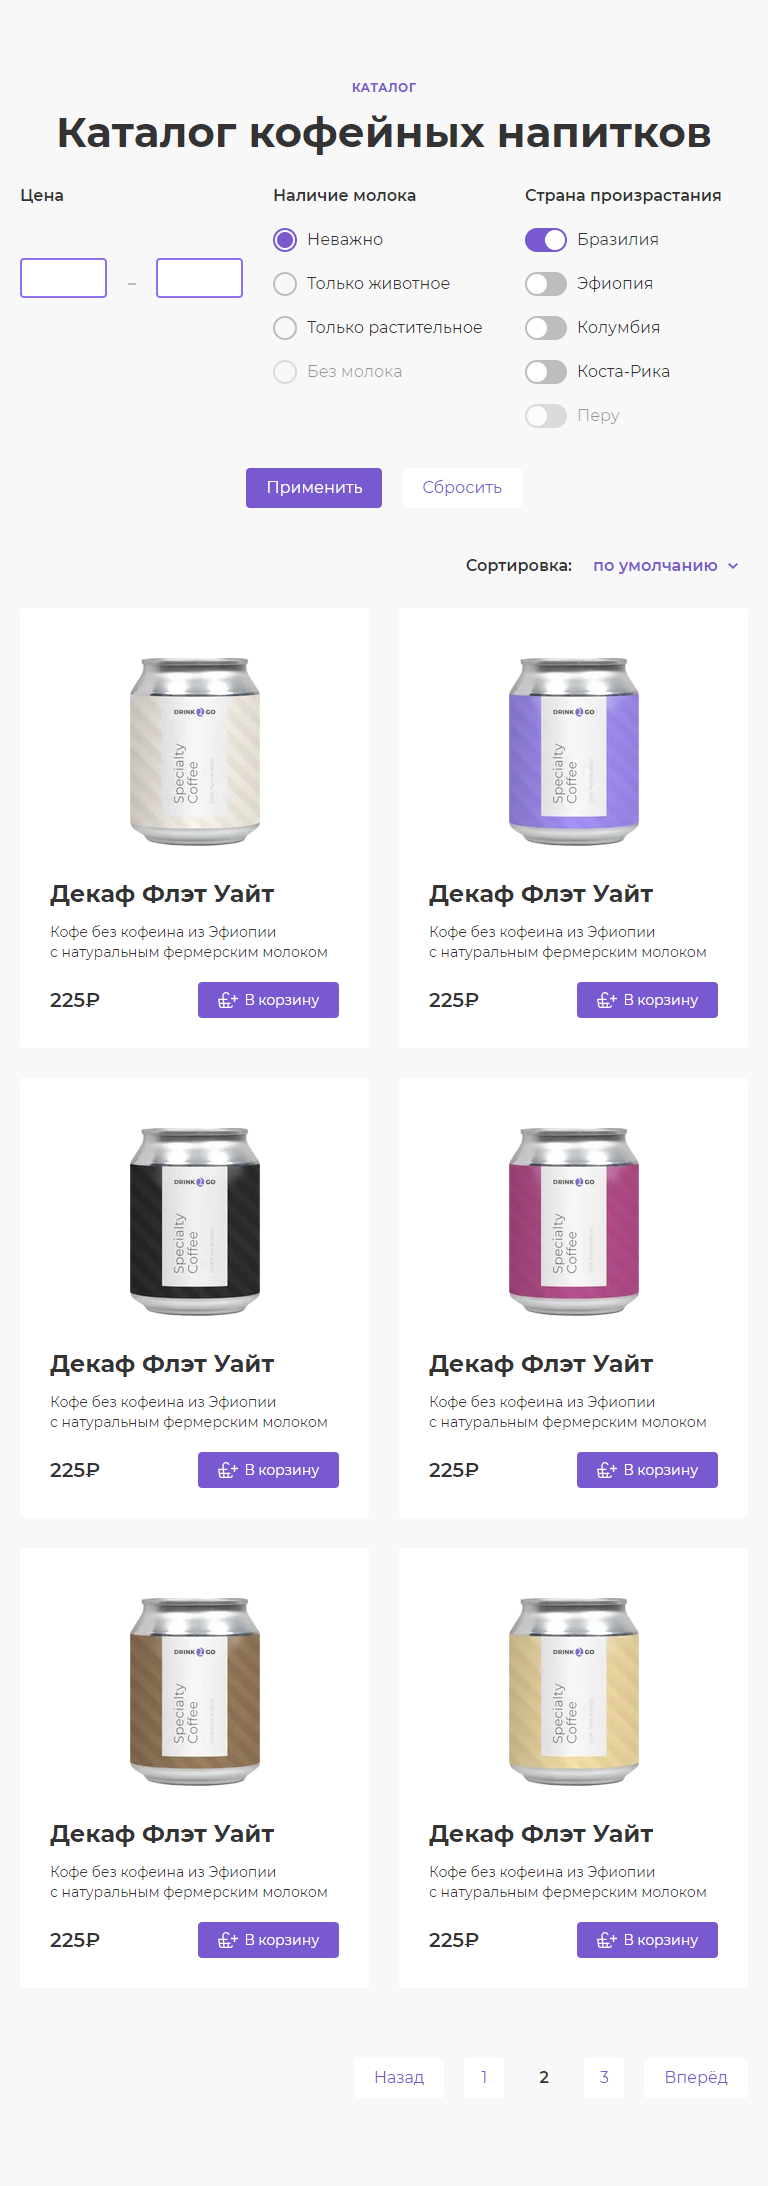 КАТАЛОГ
Каталог кофейных напитков
Цена
–
Наличие молока
Неважно
Только животное
Только растительное
Без молока
Страна произрастания
Бразилия
Эфиопия
Колумбия
Коста-Рика
Перу
Применить
Сбросить
Сортировка: по умолчанию
DRINK 2 GO
Specialty
Coffee
Декаф Флэт Уайт
Кофе без кофеина из Эфиопии
с натуральным фермерским молоком
225₽
В корзину
DRINK 2 GO
Specialty
Coffee
Декаф Флэт Уайт
Кофе без кофеина из Эфиопии
с натуральным фермерским молоком
225₽
В корзину
DRINK 2 GO
Specialty
Coffee
Декаф Флэт Уайт
Кофе без кофеина из Эфиопии
с натуральным фермерским молоком
225₽
В корзину
DRINK 2 GO
Specialty
Coffee
Декаф Флэт Уайт
Кофе без кофеина из Эфиопии
с натуральным фермерским молоком
225₽
В корзину
DRINK 2 GO
Specialty
Coffee
Декаф Флэт Уайт
Кофе без кофеина из Эфиопии
с натуральным фермерским молоком
225₽
В корзину
DRINK 2 GO
Specialty
Coffee
Декаф Флэт Уайт
Кофе без кофеина из Эфиопии
с натуральным фермерским молоком
225₽
В корзину
Назад 1 2 3 Вперёд